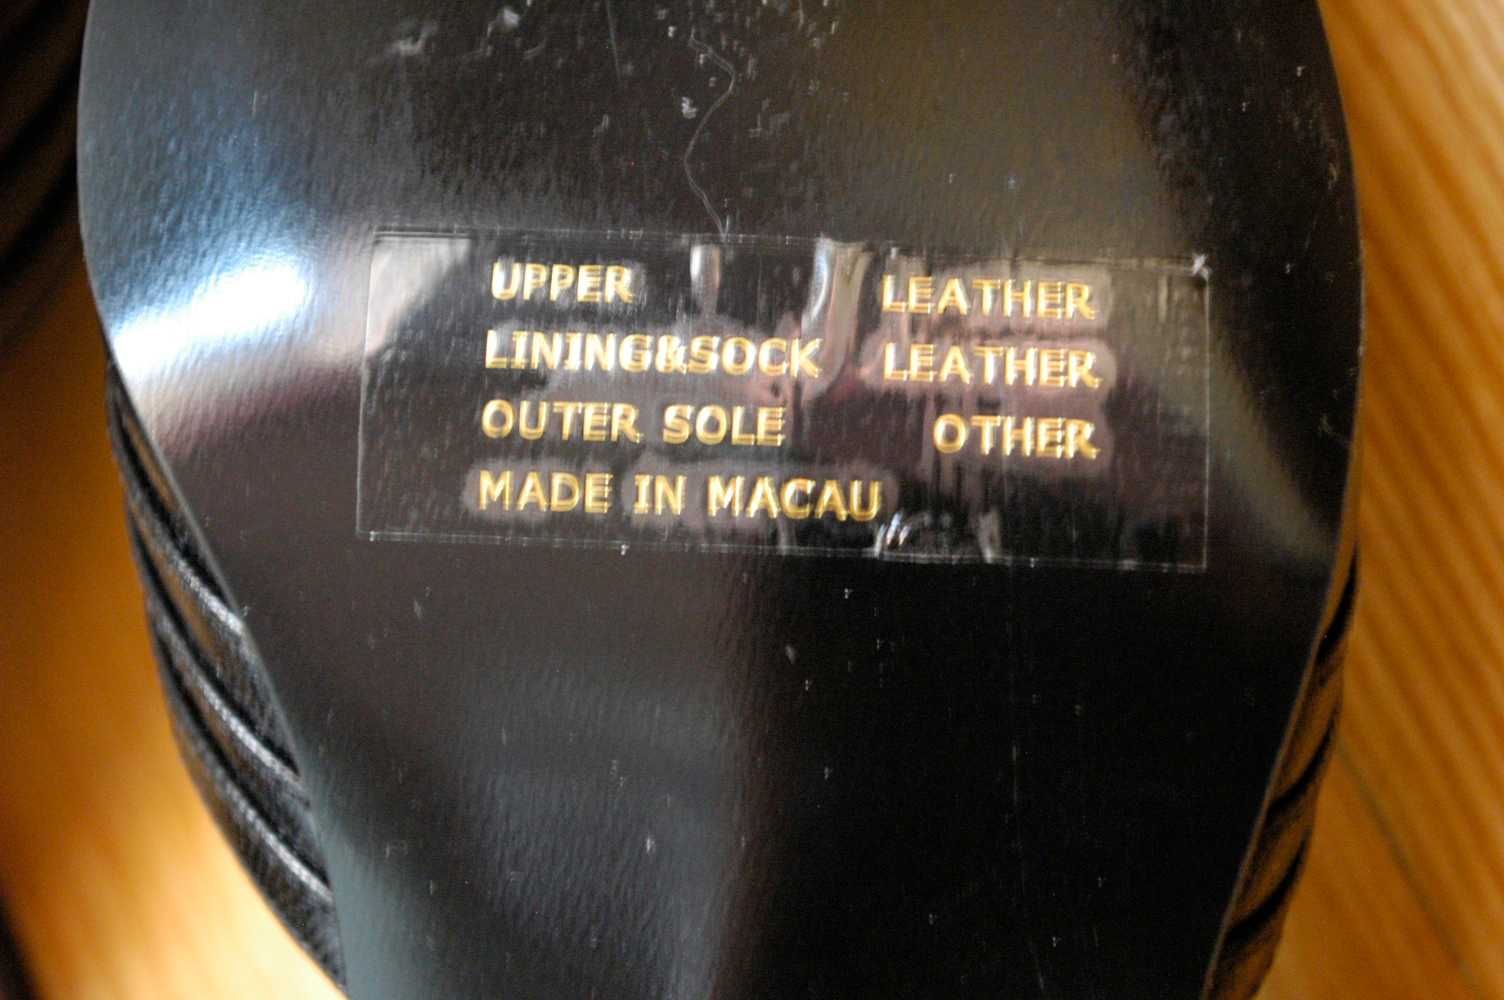 UPPER LEATHER
LINING&SOCK LEATHER
OUTER SOLE OTHER
MADE IN MACAU